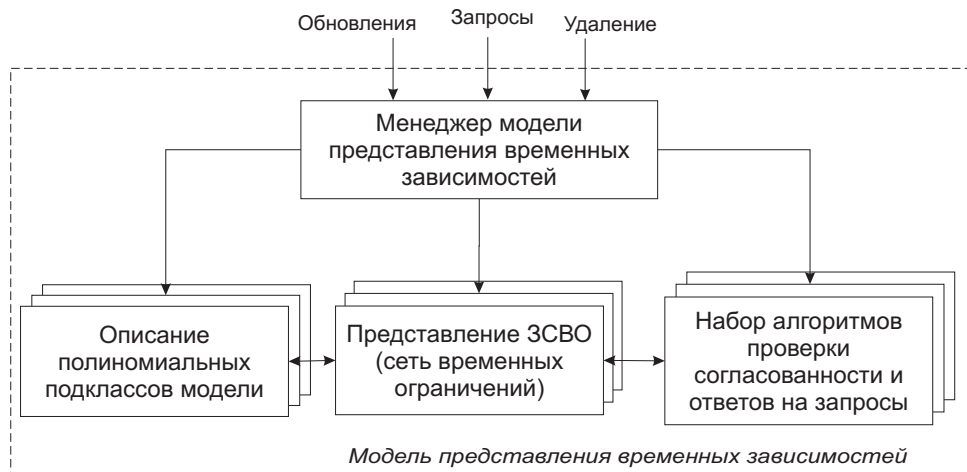 Обновления
Запросы
Удаление
Менеджер модели
представления временных
зависимостей
Описание
полиномиальных
подклассов модели
Представление ЗСВО
(сеть временных
ограничений)
Набор алгоритмов
проверки
согласованности и
ответов на запросы
Модель представления временных зависимостей